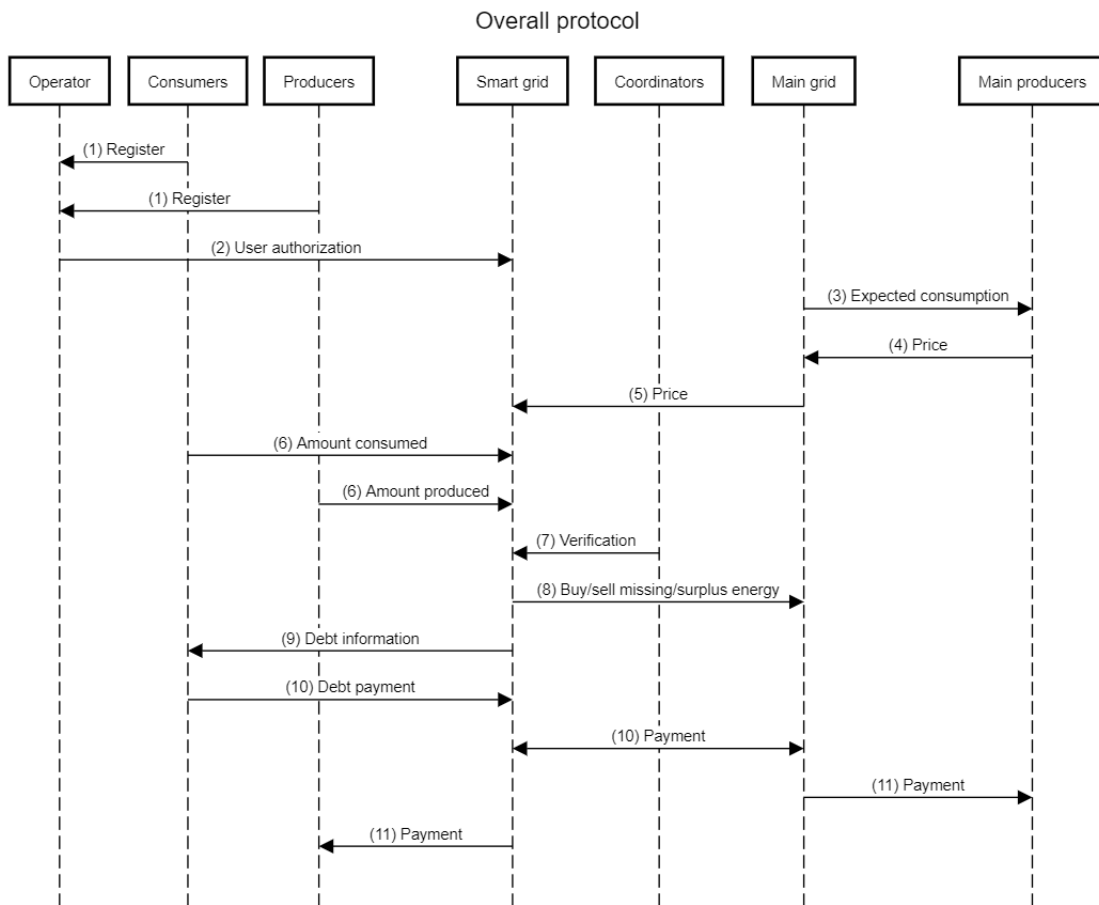 Overall protocol
Operator
Consumers
Producers
Smart grid
Coordinators
Main grid
Main producers
(1) Register
(1) Register
(2) User authorization
(3) Expected consumption
(4) Price
(5) Price
(6) Amount consumed
(6) Amount produced
(7) Verification
(8) Buy/sell missing/surplus energy
(9) Debt information
(10) Debt payment
(10) Payment
(11) Payment
(11) Payment